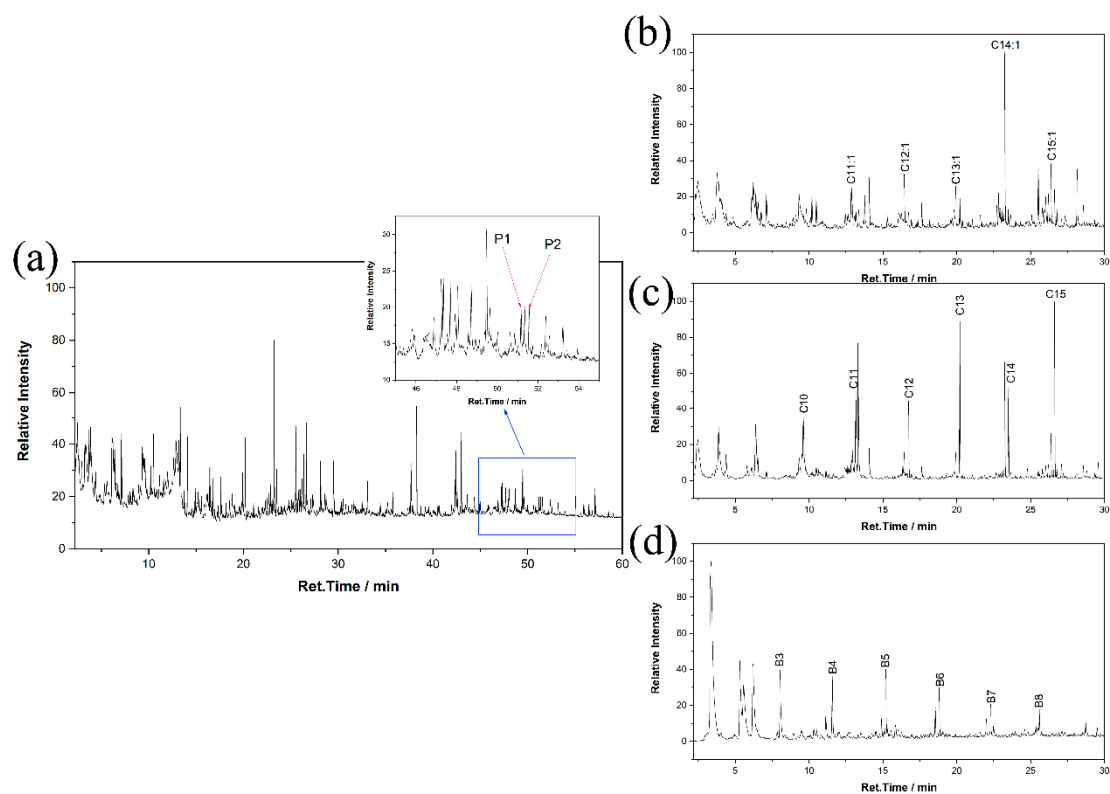 (a)
100
80
60
40
20
0
10
20
30
40
50
60
Relative Intensity
Ret.Time / min
P1
P2
30
25
20
15
10
46
48
50
52
54
Relative Intensity
Ret.Time / min
(b)
C14:1
C11:1
C12:1
C13:1
C15:1
100
80
60
40
20
0
5
10
15
20
25
30
Relative Intensity
Ret.Time / min
(c)
C10
C11
C12
C13
C14
C15
100
80
60
40
20
0
5
10
15
20
25
30
Relative Intensity
Ret.Time / min
(d)
B3
B4
B5
B6
B7
B8
100
80
60
40
20
0
5
10
15
20
25
30
Relative Intensity
Ret.Time / min